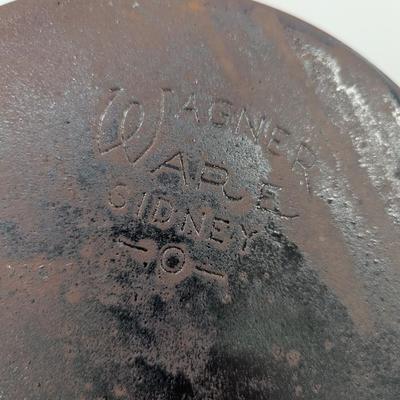 WAGNER
WARE
SIDNEY
-O-